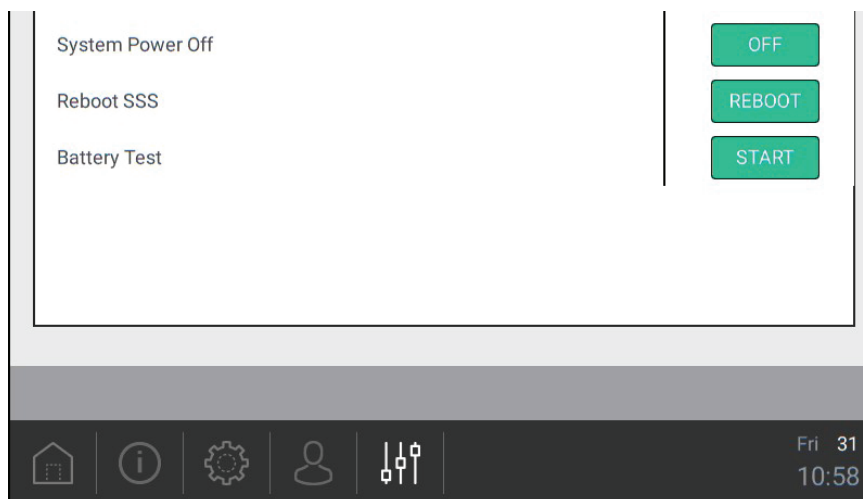 System Power Off
OFF
Reboot SSS
REBOOT
Battery Test
START
Fri 31
10:58